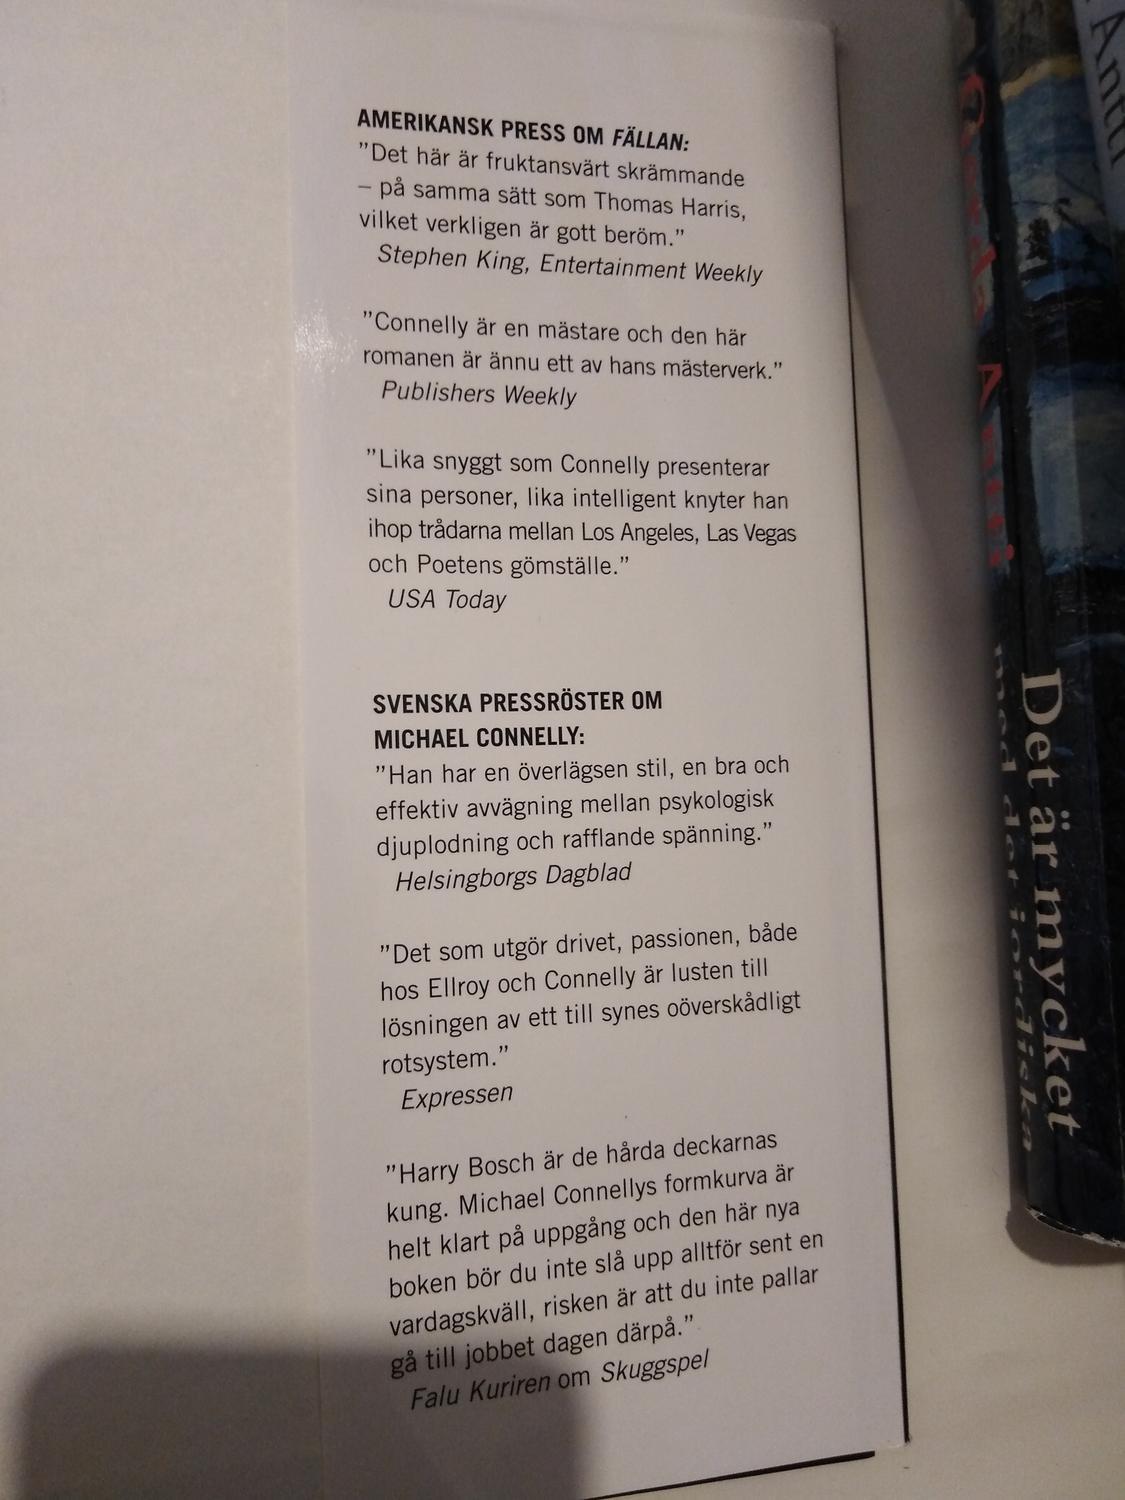 AMERIKANSK PRESS OM FÄLLAN:
”Det här är fruktansvärt skrämmande
– på samma sätt som Thomas Harris,
vilket verkligen är gott beröm.”
Stephen King, Entertainment Weekly
”Connelly är en mästare och den här
romanen är ännu ett av hans mästerverk.”
Publishers Weekly
”Lika snyggt som Connelly presenterar
sina personer, lika intelligent knyter han
ihop trådarna mellan Los Angeles, Las Vegas
och Poetens gömställe.”
USA Today
SVENSKA PRESSRÖSTER OM
MICHAEL CONNELLY:
”Han har en överlägsen stil, en bra och
effektiv avvägning mellan psykologisk
djuplodning och rafflande spänning.”
Helsingborgs Dagblad
”Det som utgör drivet, passionen, både
hos Ellroy och Connelly är lusten till
lösningen av ett till synes oöverskådligt
rotsystem.”
Expressen
”Harry Bosch är de hårda deckarnas
kung. Michael Connellys formkurva är
helt klart på uppgång och den här nya
boken bör du inte slå upp alltför sent en
vardagskväll, risken är att du inte pallar
gå till jobbet dagen därpå.”
Falu Kuriren om Skuggspel
Gerda Antti
Det är mycket
med det jordiska
Antti